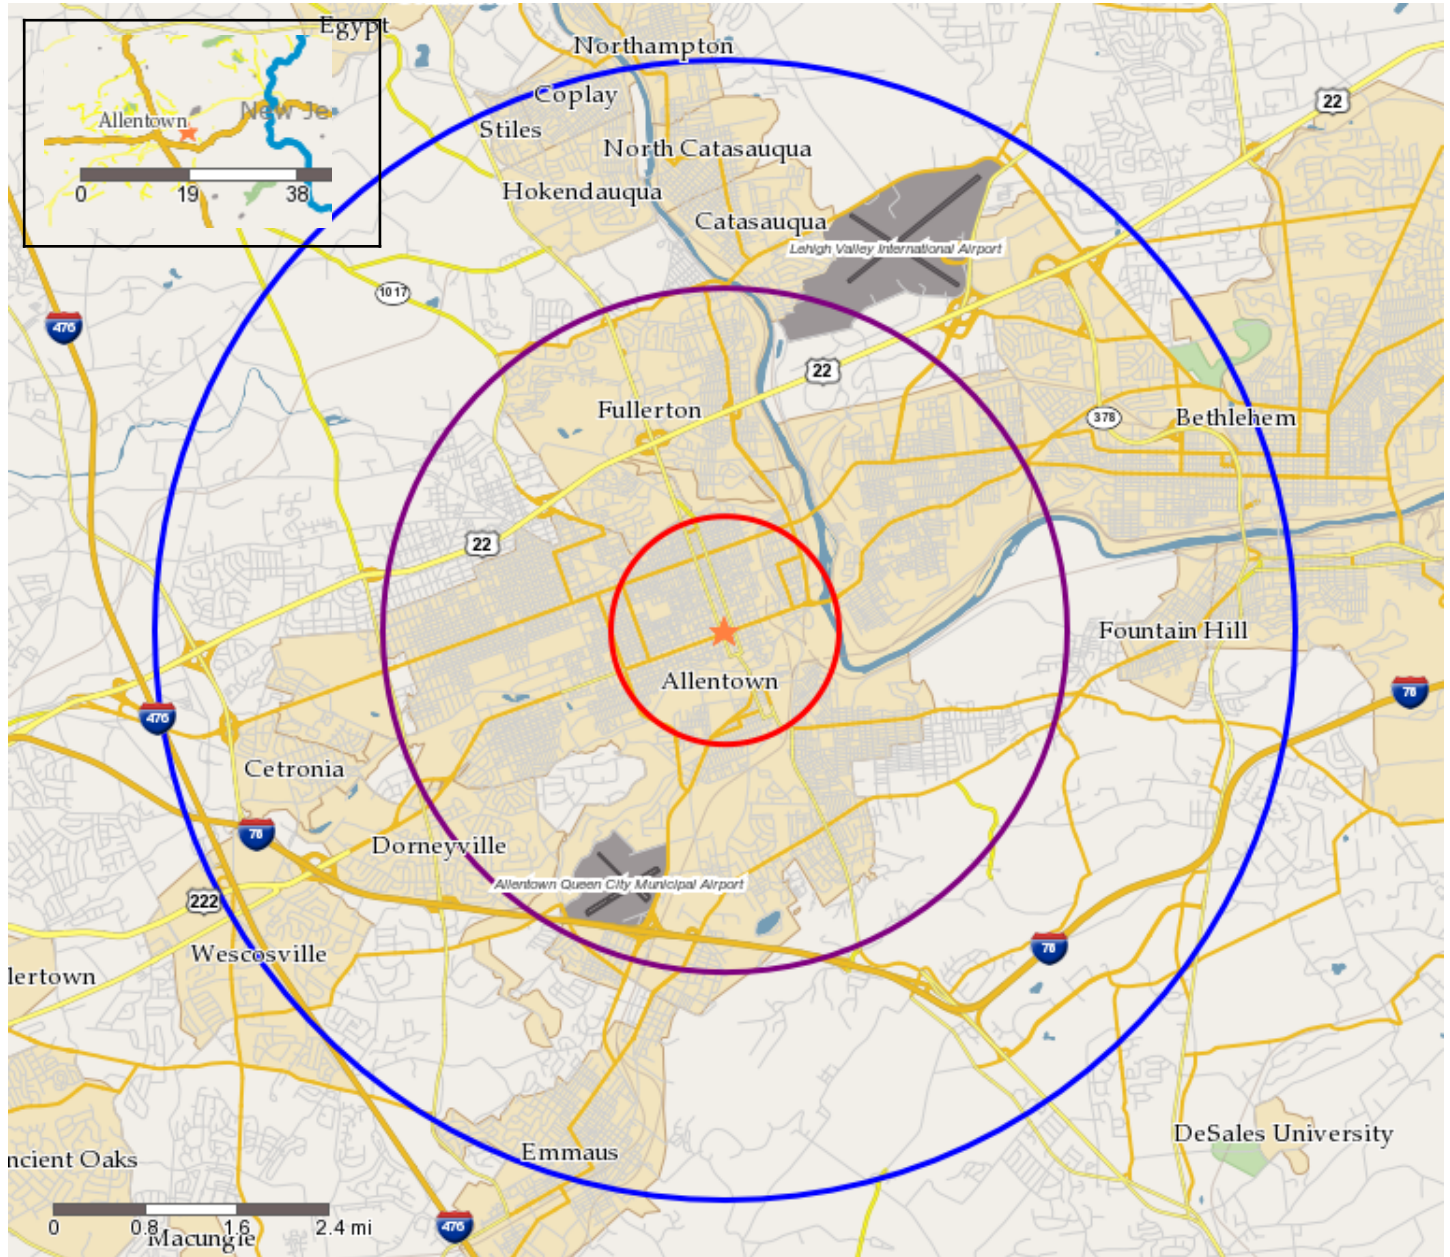 Egypt
Northampton
Allentown
New Je
0
19
38
Coplay
Stiles
22
North Catasauqua
Hokendauqua
Catasauqua
Lehigh Valley International Airport
1017
476
22
Fullerton
378
Bethlehem
22
Fountain Hill
Allentown
476
78
Cetronia
78
Dorneyville
Allentown Queen City Municipal Airport
222
Wescosville
78
lertown
DeSales University
Emmaus
ncient Oaks
0
0.8
1.6
2.4 mi
476
Macungie